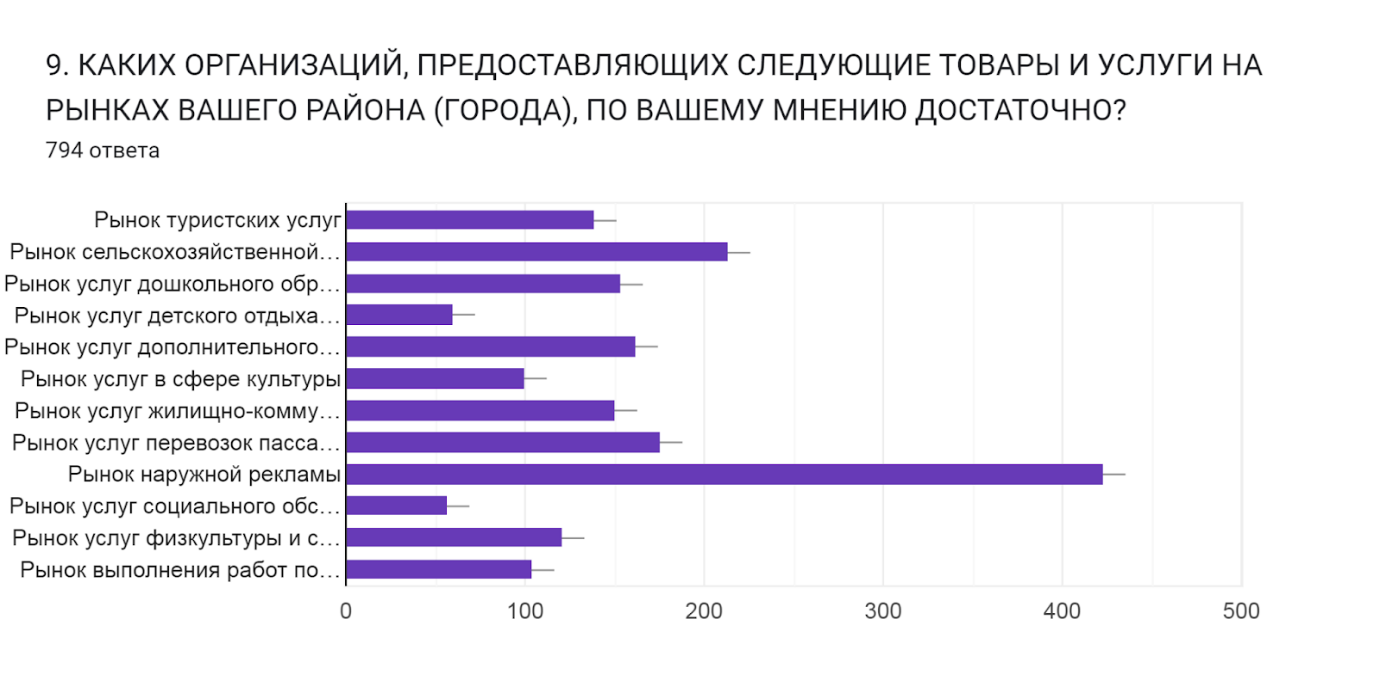 9. КАКИХ ОРГАНИЗАЦИЙ, ПРЕДОСТАВЛЯЮЩИХ СЛЕДУЮЩИЕ ТОВАРЫ И УСЛУГИ НА
РЫНКАХ ВАШЕГО РАЙОНА (ГОРОДА), ПО ВАШЕМУ МНЕНИЮ ДОСТАТОЧНО?
794 ответа
Рынок туристских услуг
Рынок сельскохозяйственной…
Рынок услуг дошкольного обр…
Рынок услуг детского отдыха…
Рынок услуг дополнительного…
Рынок услуг в сфере культуры
Рынок услуг жилищно-комму…
Рынок услуг перевозок пасса…
Рынок наружной рекламы
Рынок услуг социального обс…
Рынок услуг физкультуры и с…
Рынок выполнения работ по…
0 100 200 300 400 500